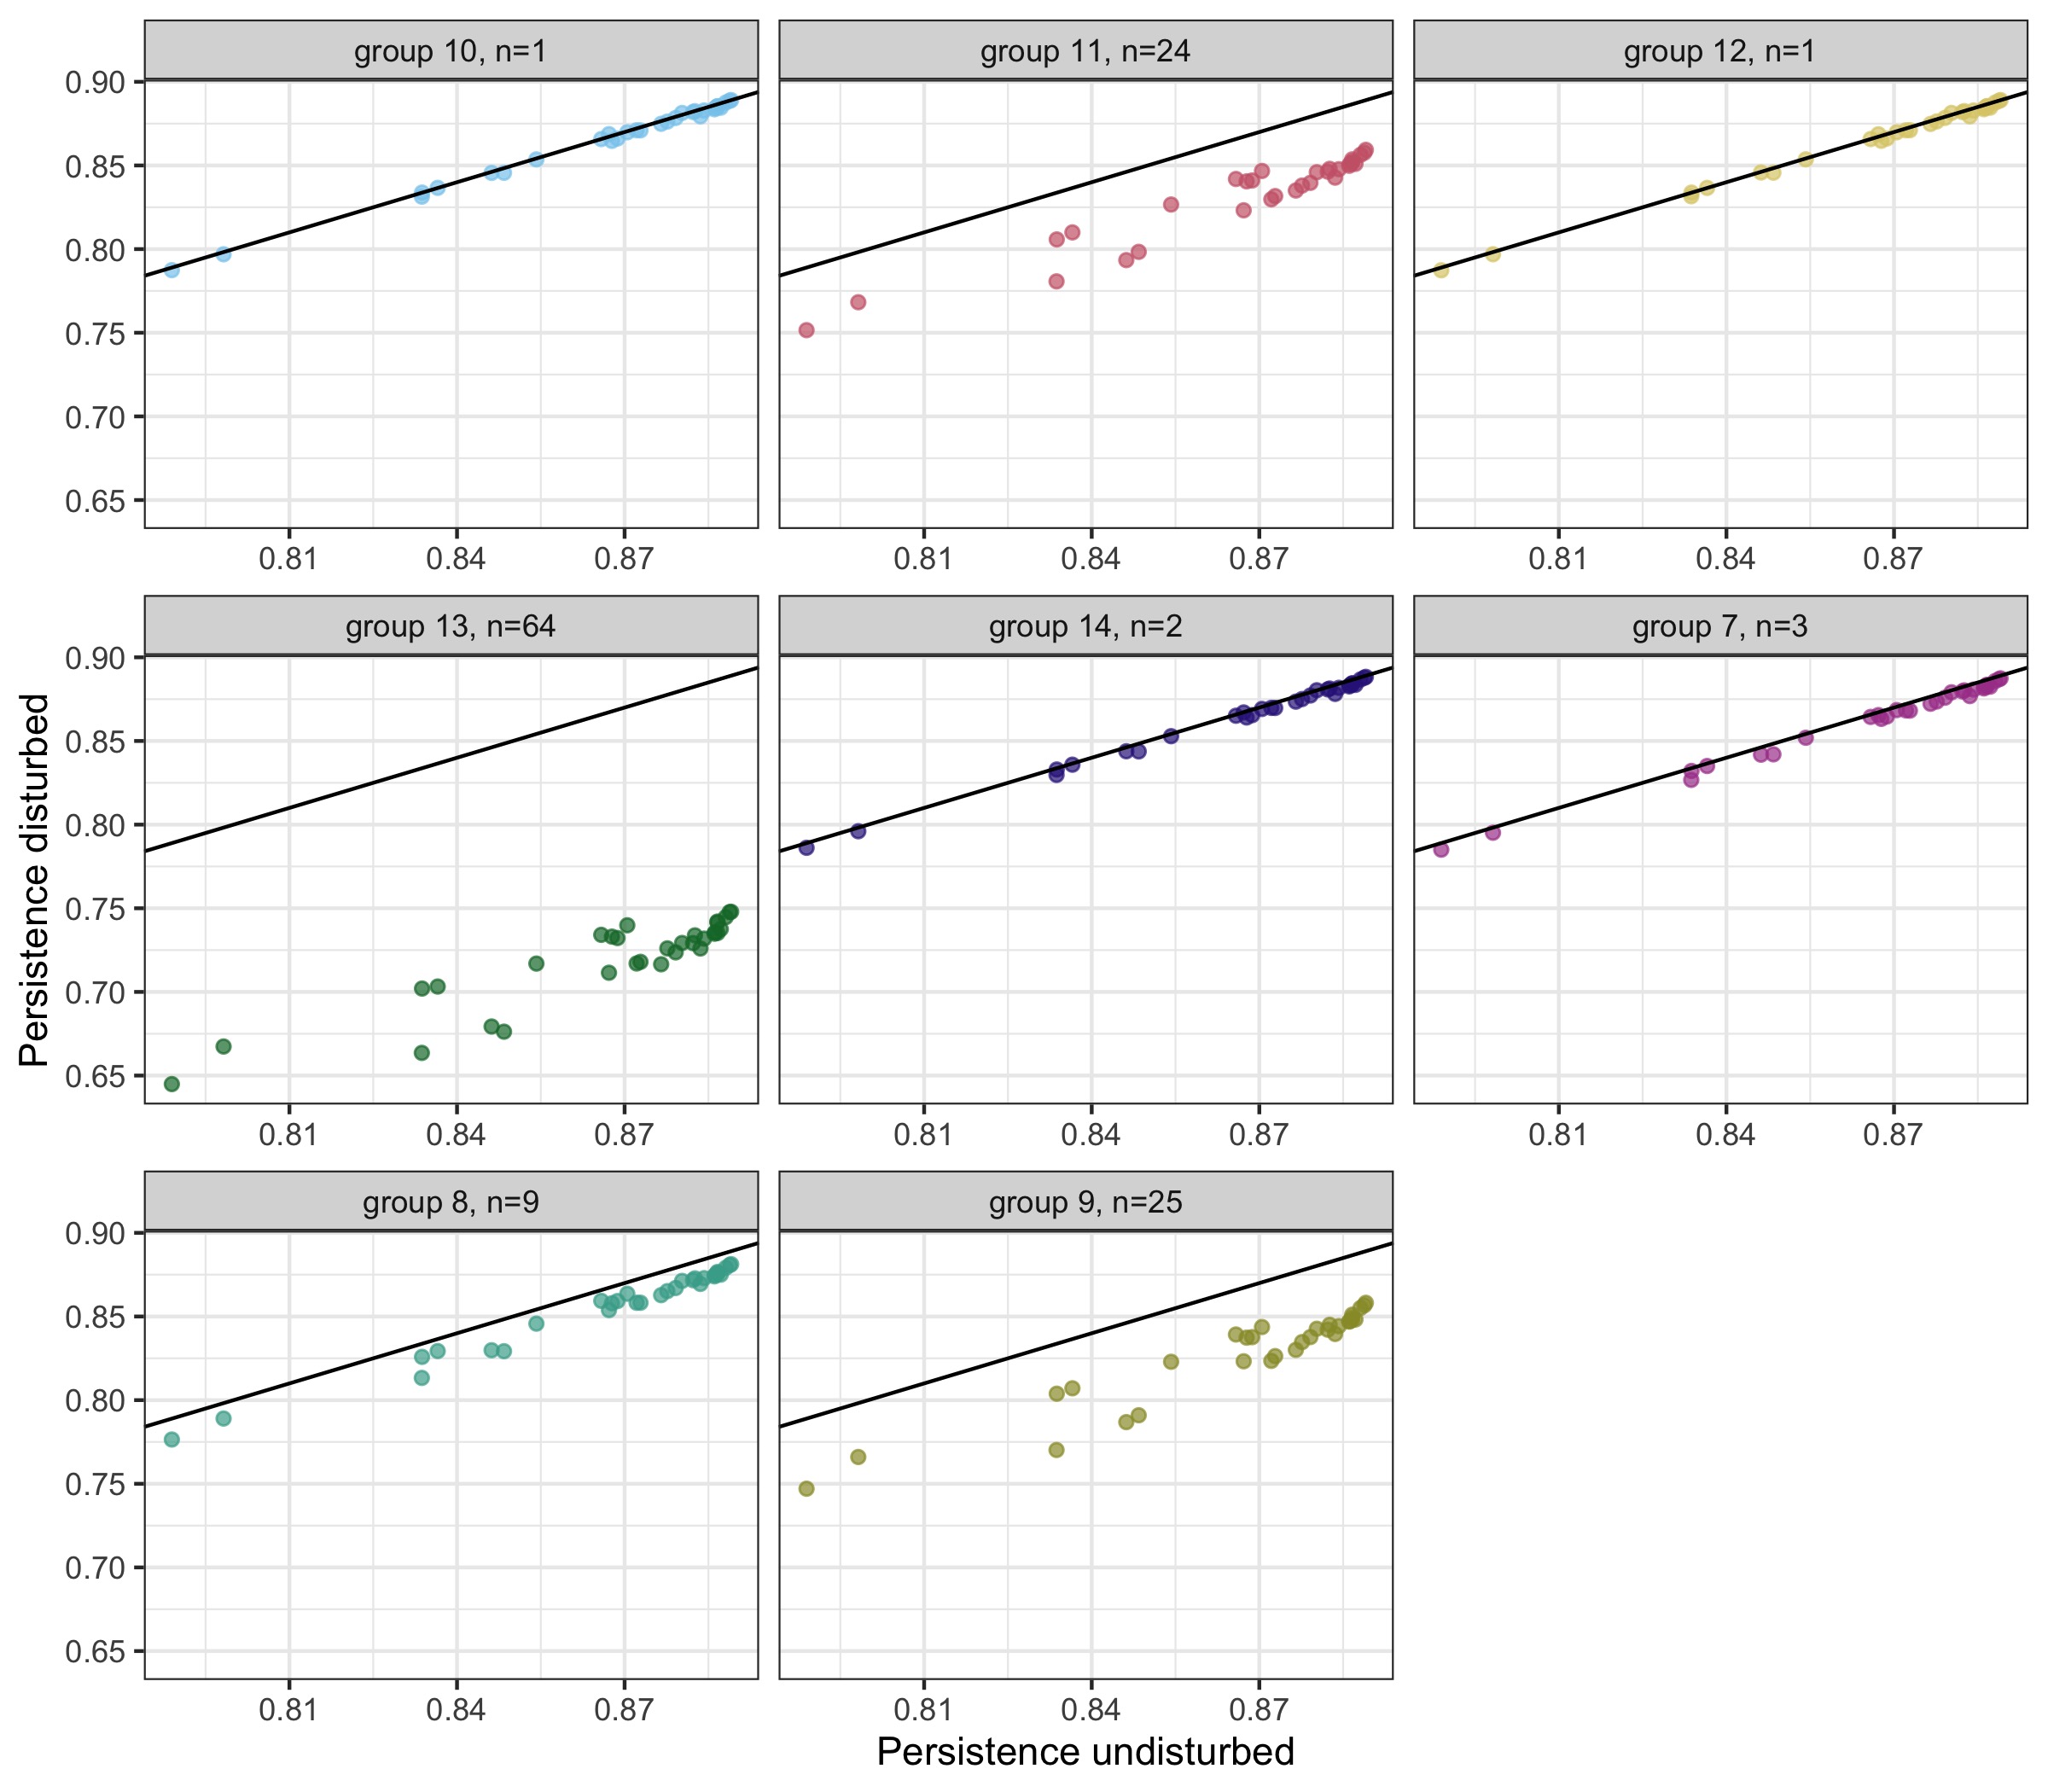 group 10, n=1
group 11, n=24
group 12, n=1
0.90
0.85
0.80
0.75
0.70
0.65
0.81 0.84 0.87
0.81 0.84 0.87
0.81 0.84 0.87
group 13, n=64
group 14, n=2
group 7, n=3
0.90
0.85
0.80
0.75
0.70
0.65
0.81 0.84 0.87
0.81 0.84 0.87
0.81 0.84 0.87
Persistence disturbed
group 8, n=9
group 9, n=25
0.90
0.85
0.80
0.75
0.70
0.65
0.81 0.84 0.87
0.81 0.84 0.87
Persistence undisturbed